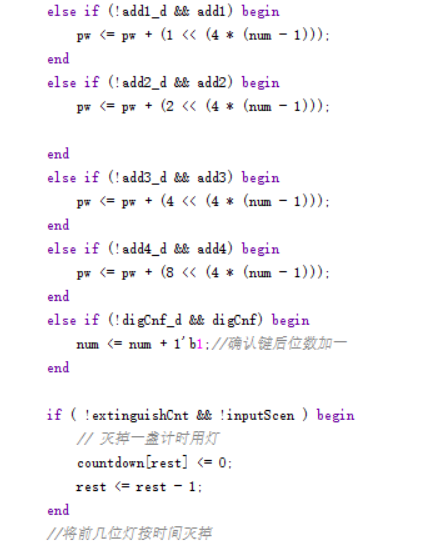 else if (!add1_d && add1) begin
pw <= pw + (1 << (4 * (num - 1)));
end
else if (!add2_d && add2) begin
pw <= pw + (2 << (4 * (num - 1)));
end
else if (!add3_d && add3) begin
pw <= pw + (4 << (4 * (num - 1)));
end
else if (!add4_d && add4) begin
pw <= pw + (8 << (4 * (num - 1)));
end
else if (!digCnf_d && digCnf) begin
num <= num + 1'b1;//确认键后位数加一
end
if ( !extinguishCnt && !inputScen ) begin
// 灭掉一盏计时用灯
countdown[rest] <= 0;
rest <= rest - 1;
end
//将前几位灯按时间灭掉